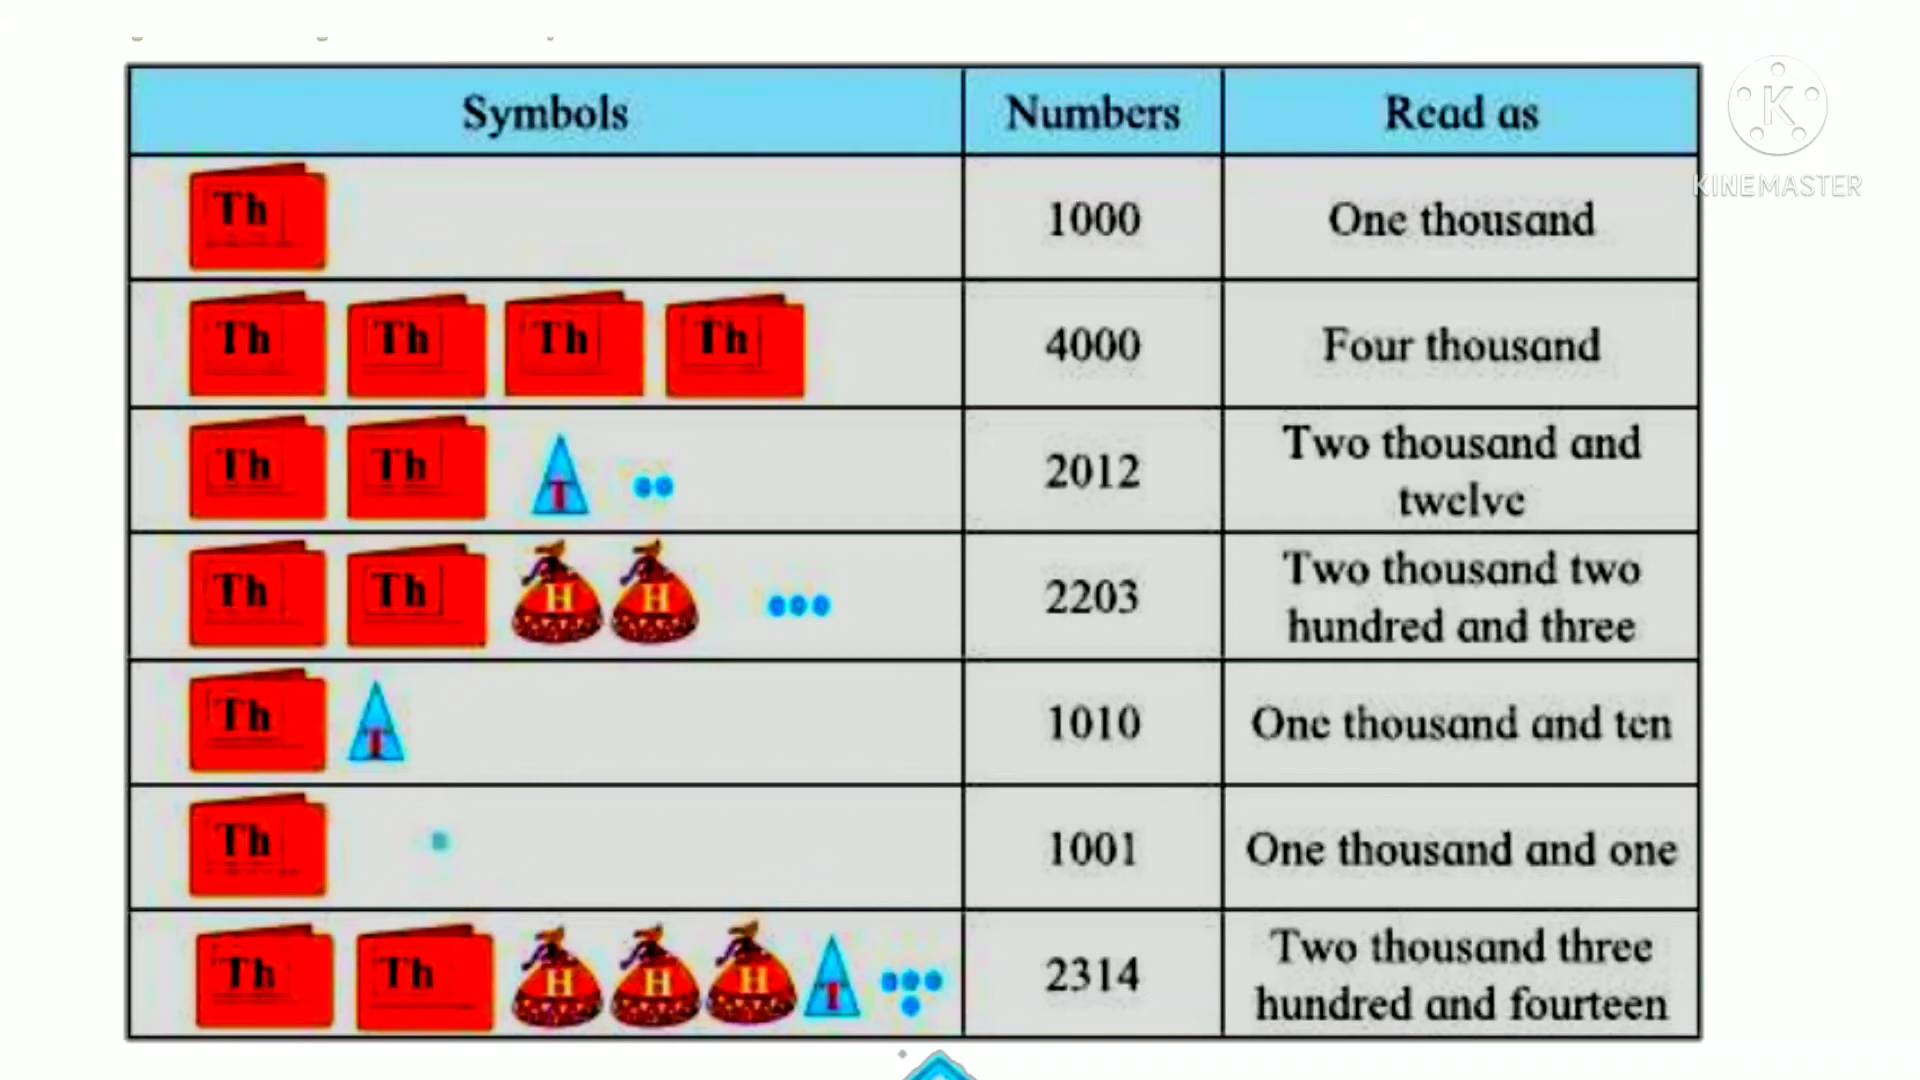 Symbols Numbers Read as
Th 1000 One thousand
Th Th Th Th 4000 Four thousand
Th Th T 2012 Two thousand and
twelve
Th Th H H 2203 Two thousand two
hundred and three
Th T 1010 One thousand and ten
Th 1001 One thousand and one
Th Th H H H T 2314 Two thousand three
hundred and fourteen
K
KINEMASTER